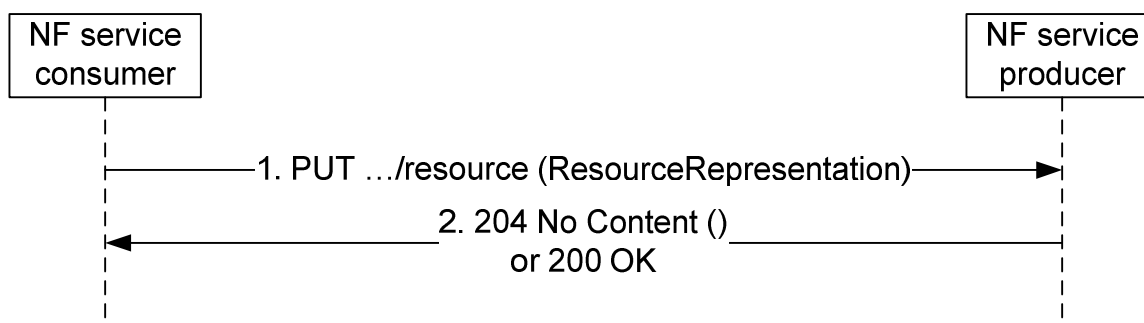 NF service
consumer
NF service
producer
1. PUT …/resource (ResourceRepresentation)
2. 204 No Content ()
or 200 OK